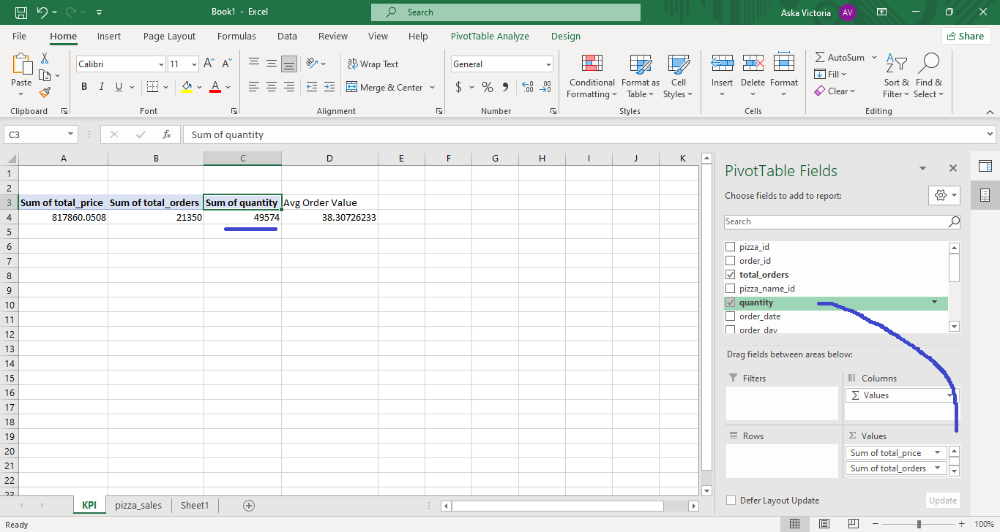 Book1 - Excel
Search
Aska Victoria AV
File Home Insert Page Layout Formulas Data Review View Help PivotTable Analyze Design Share
Paste
Calibri 11 A A
B I U A
ab Wrap Text
Merge & Center
General
$ % 9 .00 .00
Conditional Formatting
Format as Table
Cell Styles
Insert Delete Format
AutoSum
Fill
Clear
Sort & Filter
Find & Select
Clipboard Font Alignment Number Styles Cells Editing
C3 fx Sum of quantity
A B C D E F G H I J K
1
2
3 Sum of total_price Sum of total_orders Sum of quantity Avg Order Value
4 817860.0508 21350 49574 38.30726233
5
6
7
8
9
10
11
12
13
14
15
16
17
18
19
20
21
22
23
PivotTable Fields
Choose fields to add to report:
Search
pizza_id
order_id
total_orders
pizza_name_id
quantity
order_date
order_day
Drag fields between areas below:
Filters Columns
Σ Values
Rows Σ Values
Sum of total_price
Sum of total_orders
Defer Layout Update Update
KPI pizza_sales Sheet1
Ready 100%